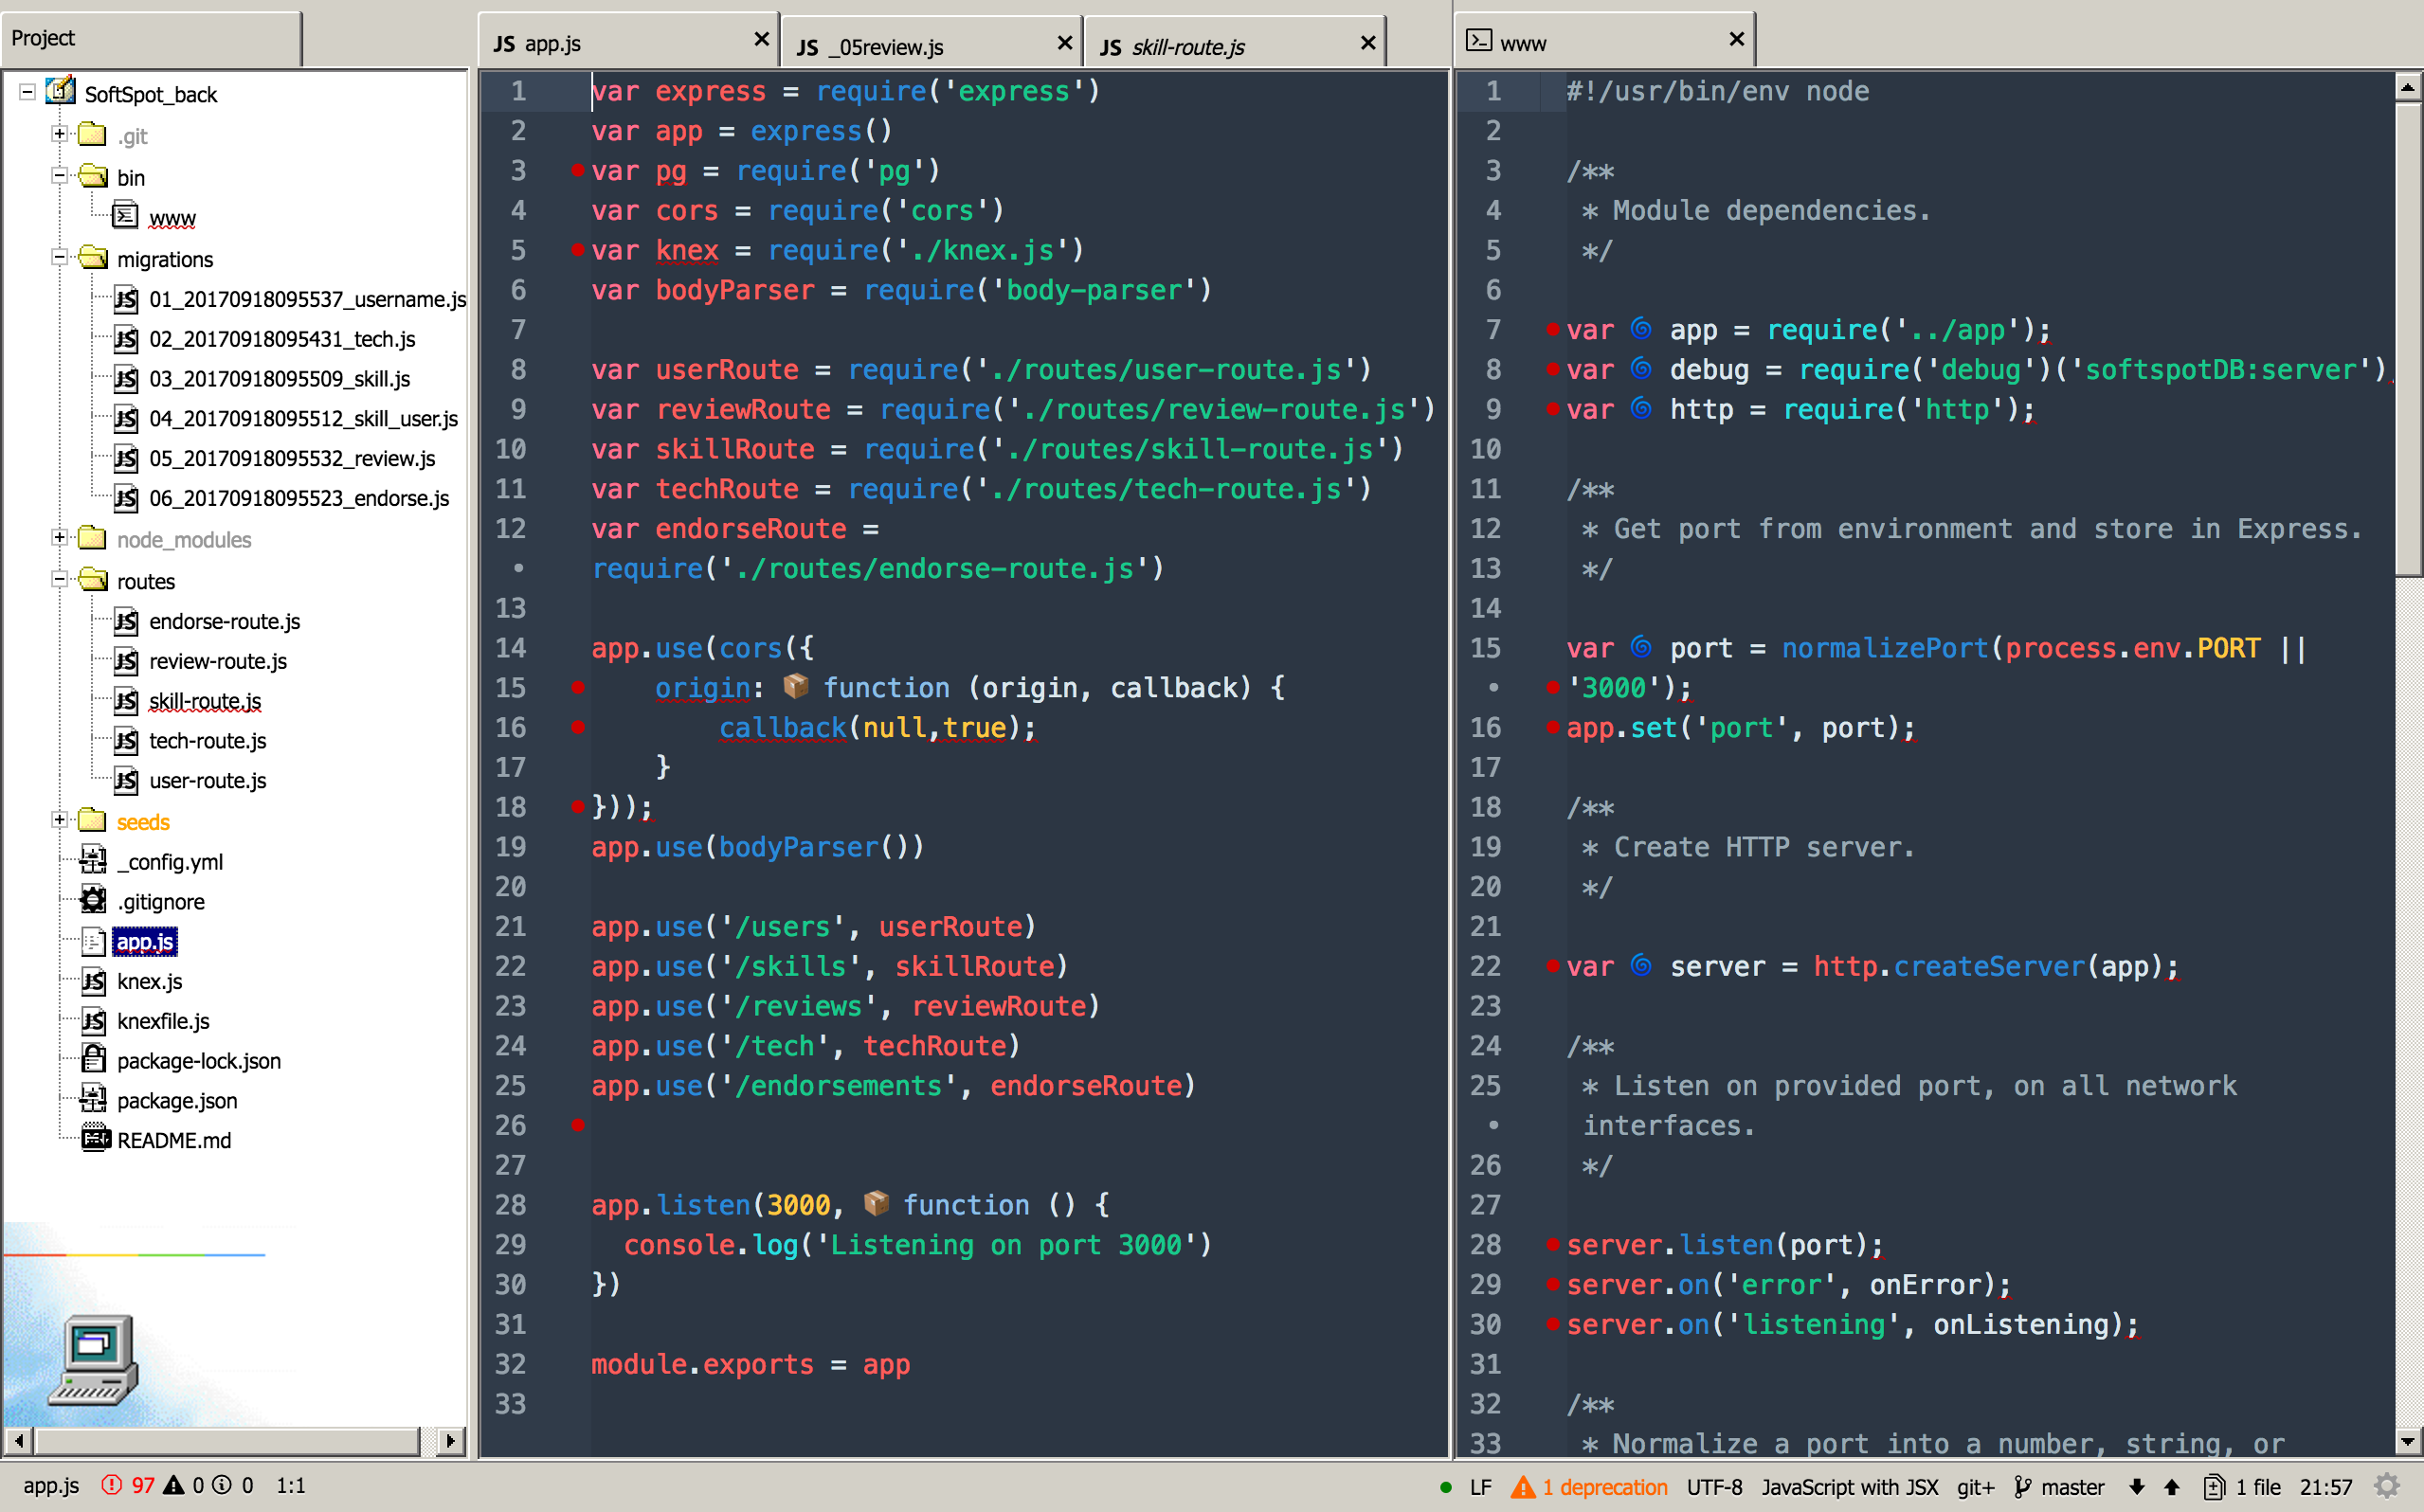 Project
SoftSpot_back
.git
bin
www
migrations
01_20170918095537_username.js
02_20170918095431_tech.js
03_20170918095509_skill.js
04_20170918095512_skill_user.js
05_20170918095532_review.js
06_20170918095523_endorse.js
node_modules
routes
endorse-route.js
review-route.js
skill-route.js
tech-route.js
user-route.js
seeds
_config.yml
.gitignore
app.js
knex.js
knexfile.js
package-lock.json
package.json
README.md
JS app.js
JS _05review.js
JS skill-route.js
1 var express = require('express')
2 var app = express()
3 var pg = require('pg')
4 var cors = require('cors')
5 var knex = require('./knex.js')
6 var bodyParser = require('body-parser')
7
8 var userRoute = require('./routes/user-route.js')
9 var reviewRoute = require('./routes/review-route.js')
10 var skillRoute = require('./routes/skill-route.js')
11 var techRoute = require('./routes/tech-route.js')
12 var endorseRoute =
• require('./routes/endorse-route.js')
13
14 app.use(cors({
15 origin: 📦 function (origin, callback) {
16 callback(null,true);
17 }
18 }));
19 app.use(bodyParser())
20
21 app.use('/users', userRoute)
22 app.use('/skills', skillRoute)
23 app.use('/reviews', reviewRoute)
24 app.use('/tech', techRoute)
25 app.use('/endorsements', endorseRoute)
26
27
28 app.listen(3000, 📦 function () {
29 console.log('Listening on port 3000')
30 })
31
32 module.exports = app
33
www
1 #!/usr/bin/env node
2
3 /**
4 * Module dependencies.
5 */
6
7 var 🌀 app = require('../app');
8 var 🌀 debug = require('debug')('softspotDB:server')
9 var 🌀 http = require('http');
10
11 /**
12 * Get port from environment and store in Express.
13 */
14
15 var 🌀 port = normalizePort(process.env.PORT ||
• '3000');
16 app.set('port', port);
17
18 /**
19 * Create HTTP server.
20 */
21
22 var 🌀 server = http.createServer(app);
23
24 /**
25 * Listen on provided port, on all network
• interfaces.
26 */
27
28 server.listen(port);
29 server.on('error', onError);
30 server.on('listening', onListening);
31
32 /**
33 * Normalize a port into a number, string, or
app.js 97 0 0 1:1
LF 1 deprecation UTF-8 JavaScript with JSX git+ master 1 file 21:57